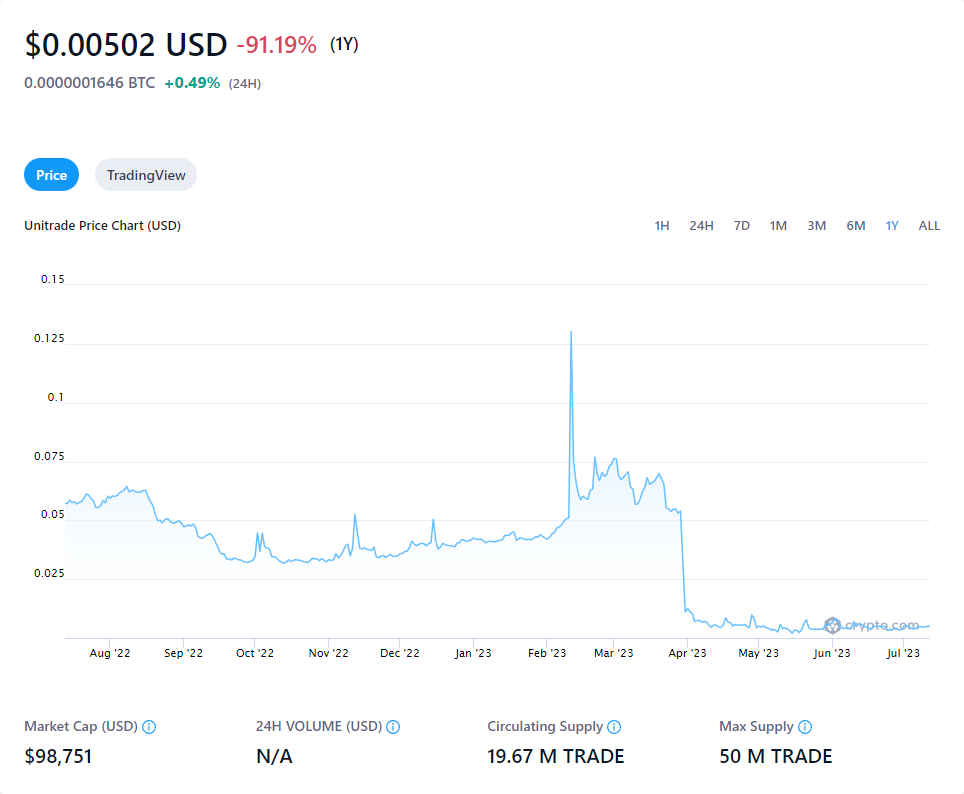 $0.00502 USD -91.19% (1Y)
0.0000001646 BTC +0.49% (24H)
Price TradingView
Unitrade Price Chart (USD) 1H 24H 7D 1M 3M 6M 1Y ALL
0.15
0.125
0.1
0.075
0.05
0.025
crypto.com
Aug '22 Sep '22 Oct '22 Nov '22 Dec '22 Jan '23 Feb '23 Mar '23 Apr '23 May '23 Jun '23 Jul '23
Market Cap (USD) 24H VOLUME (USD) Circulating Supply Max Supply
$98,751 N/A 19.67 M TRADE 50 M TRADE